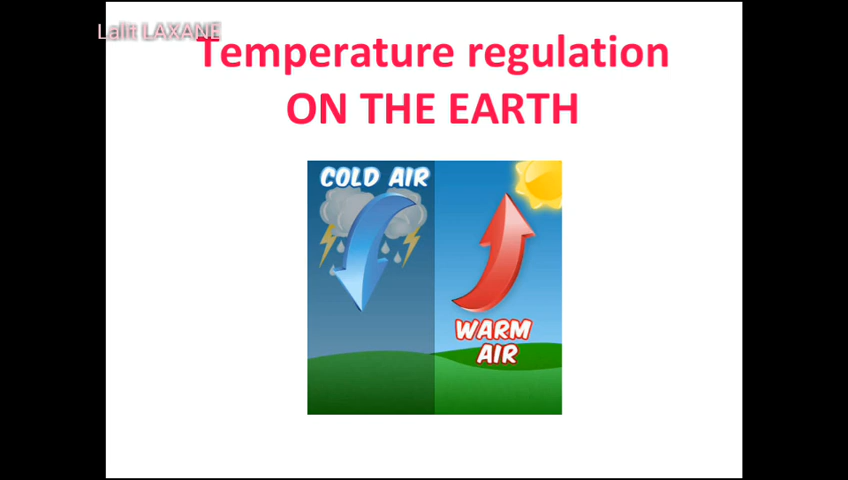 Lalit LAXANE
Temperature regulation
ON THE EARTH
COLD AIR
WARM
AIR